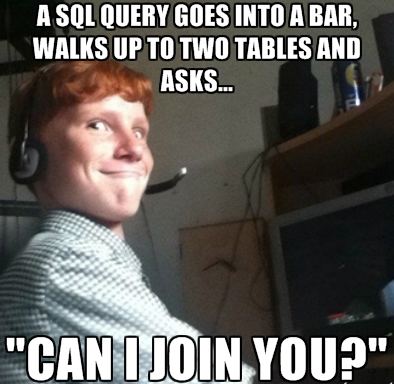 A SQL QUERY GOES INTO A BAR,
WALKS UP TO TWO TABLES AND
ASKS...
"CAN I JOIN YOU?"